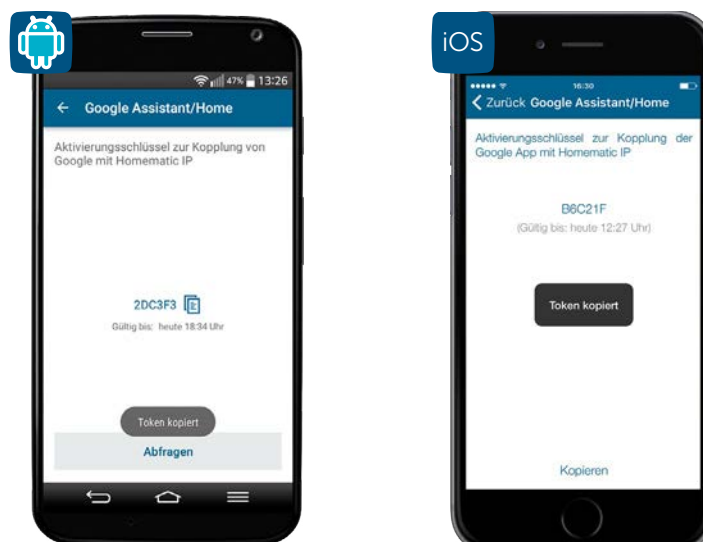 47% 13:26
Google Assistant/Home
Aktivierungsschlüssel zur Kopplung von
Google mit Homematic IP
2DC3F3
Gültig bis: heute 18:34 Uhr
Token kopiert
Abfragen
iOS
16:30
Zurück Google Assistant/Home
Aktivierungsschlüssel zur Kopplung der
Google App mit Homematic IP
B6C21F
(Gültig bis: heute 12:27 Uhr)
Token kopiert
Kopieren